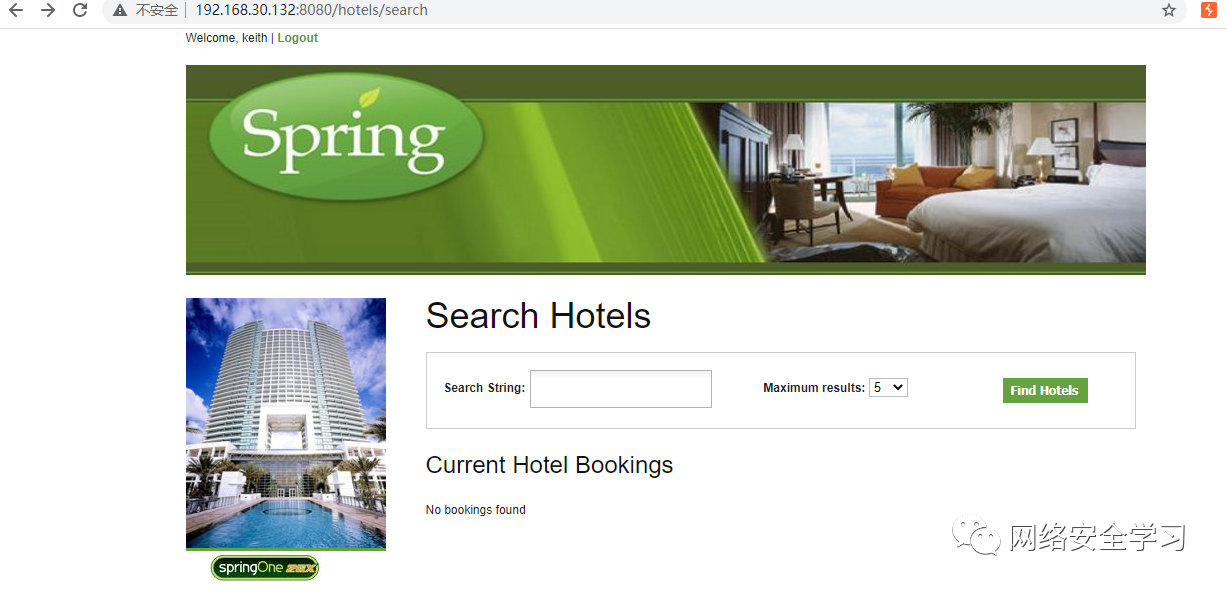 不安全 192.168.30.132:8080/hotels/search
Welcome, keith | Logout
Spring
Search Hotels
Search String:
Maximum results: 5
Find Hotels
Current Hotel Bookings
No bookings found
网络安全学习
springOne 2GX